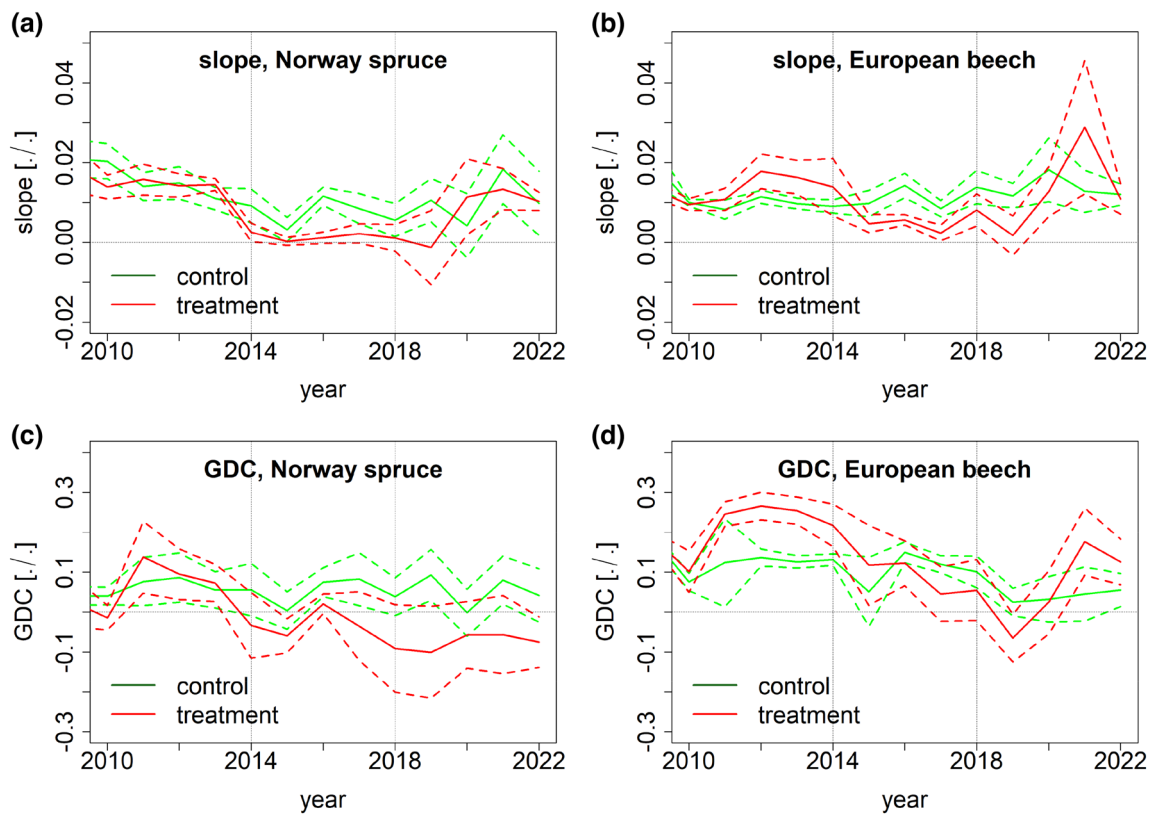 (a)
slope, Norway spruce
slope [./.]
0.04
0.02
0.00
-0.02
control
treatment
2010 2014 2018 2022
year
(b)
slope, European beech
slope [./.]
0.04
0.02
0.00
-0.02
control
treatment
2010 2014 2018 2022
year
(c)
GDC, Norway spruce
GDC [./.]
0.3
0.1
-0.1
-0.3
control
treatment
2010 2014 2018 2022
year
(d)
GDC, European beech
GDC [./.]
0.3
0.1
-0.1
-0.3
control
treatment
2010 2014 2018 2022
year